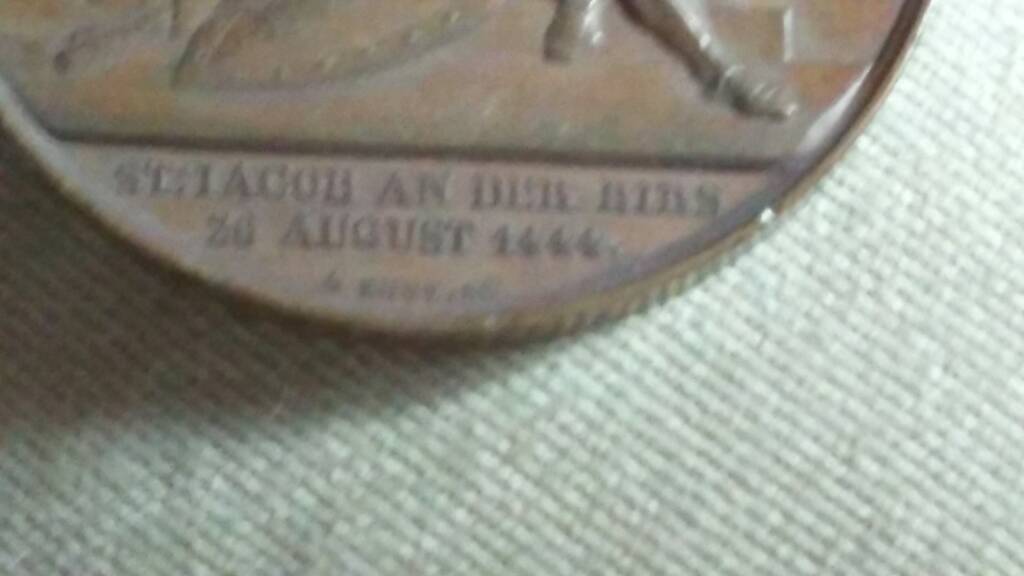 ST. IACOB AN DER BIRS
26 AUGUST 1444.